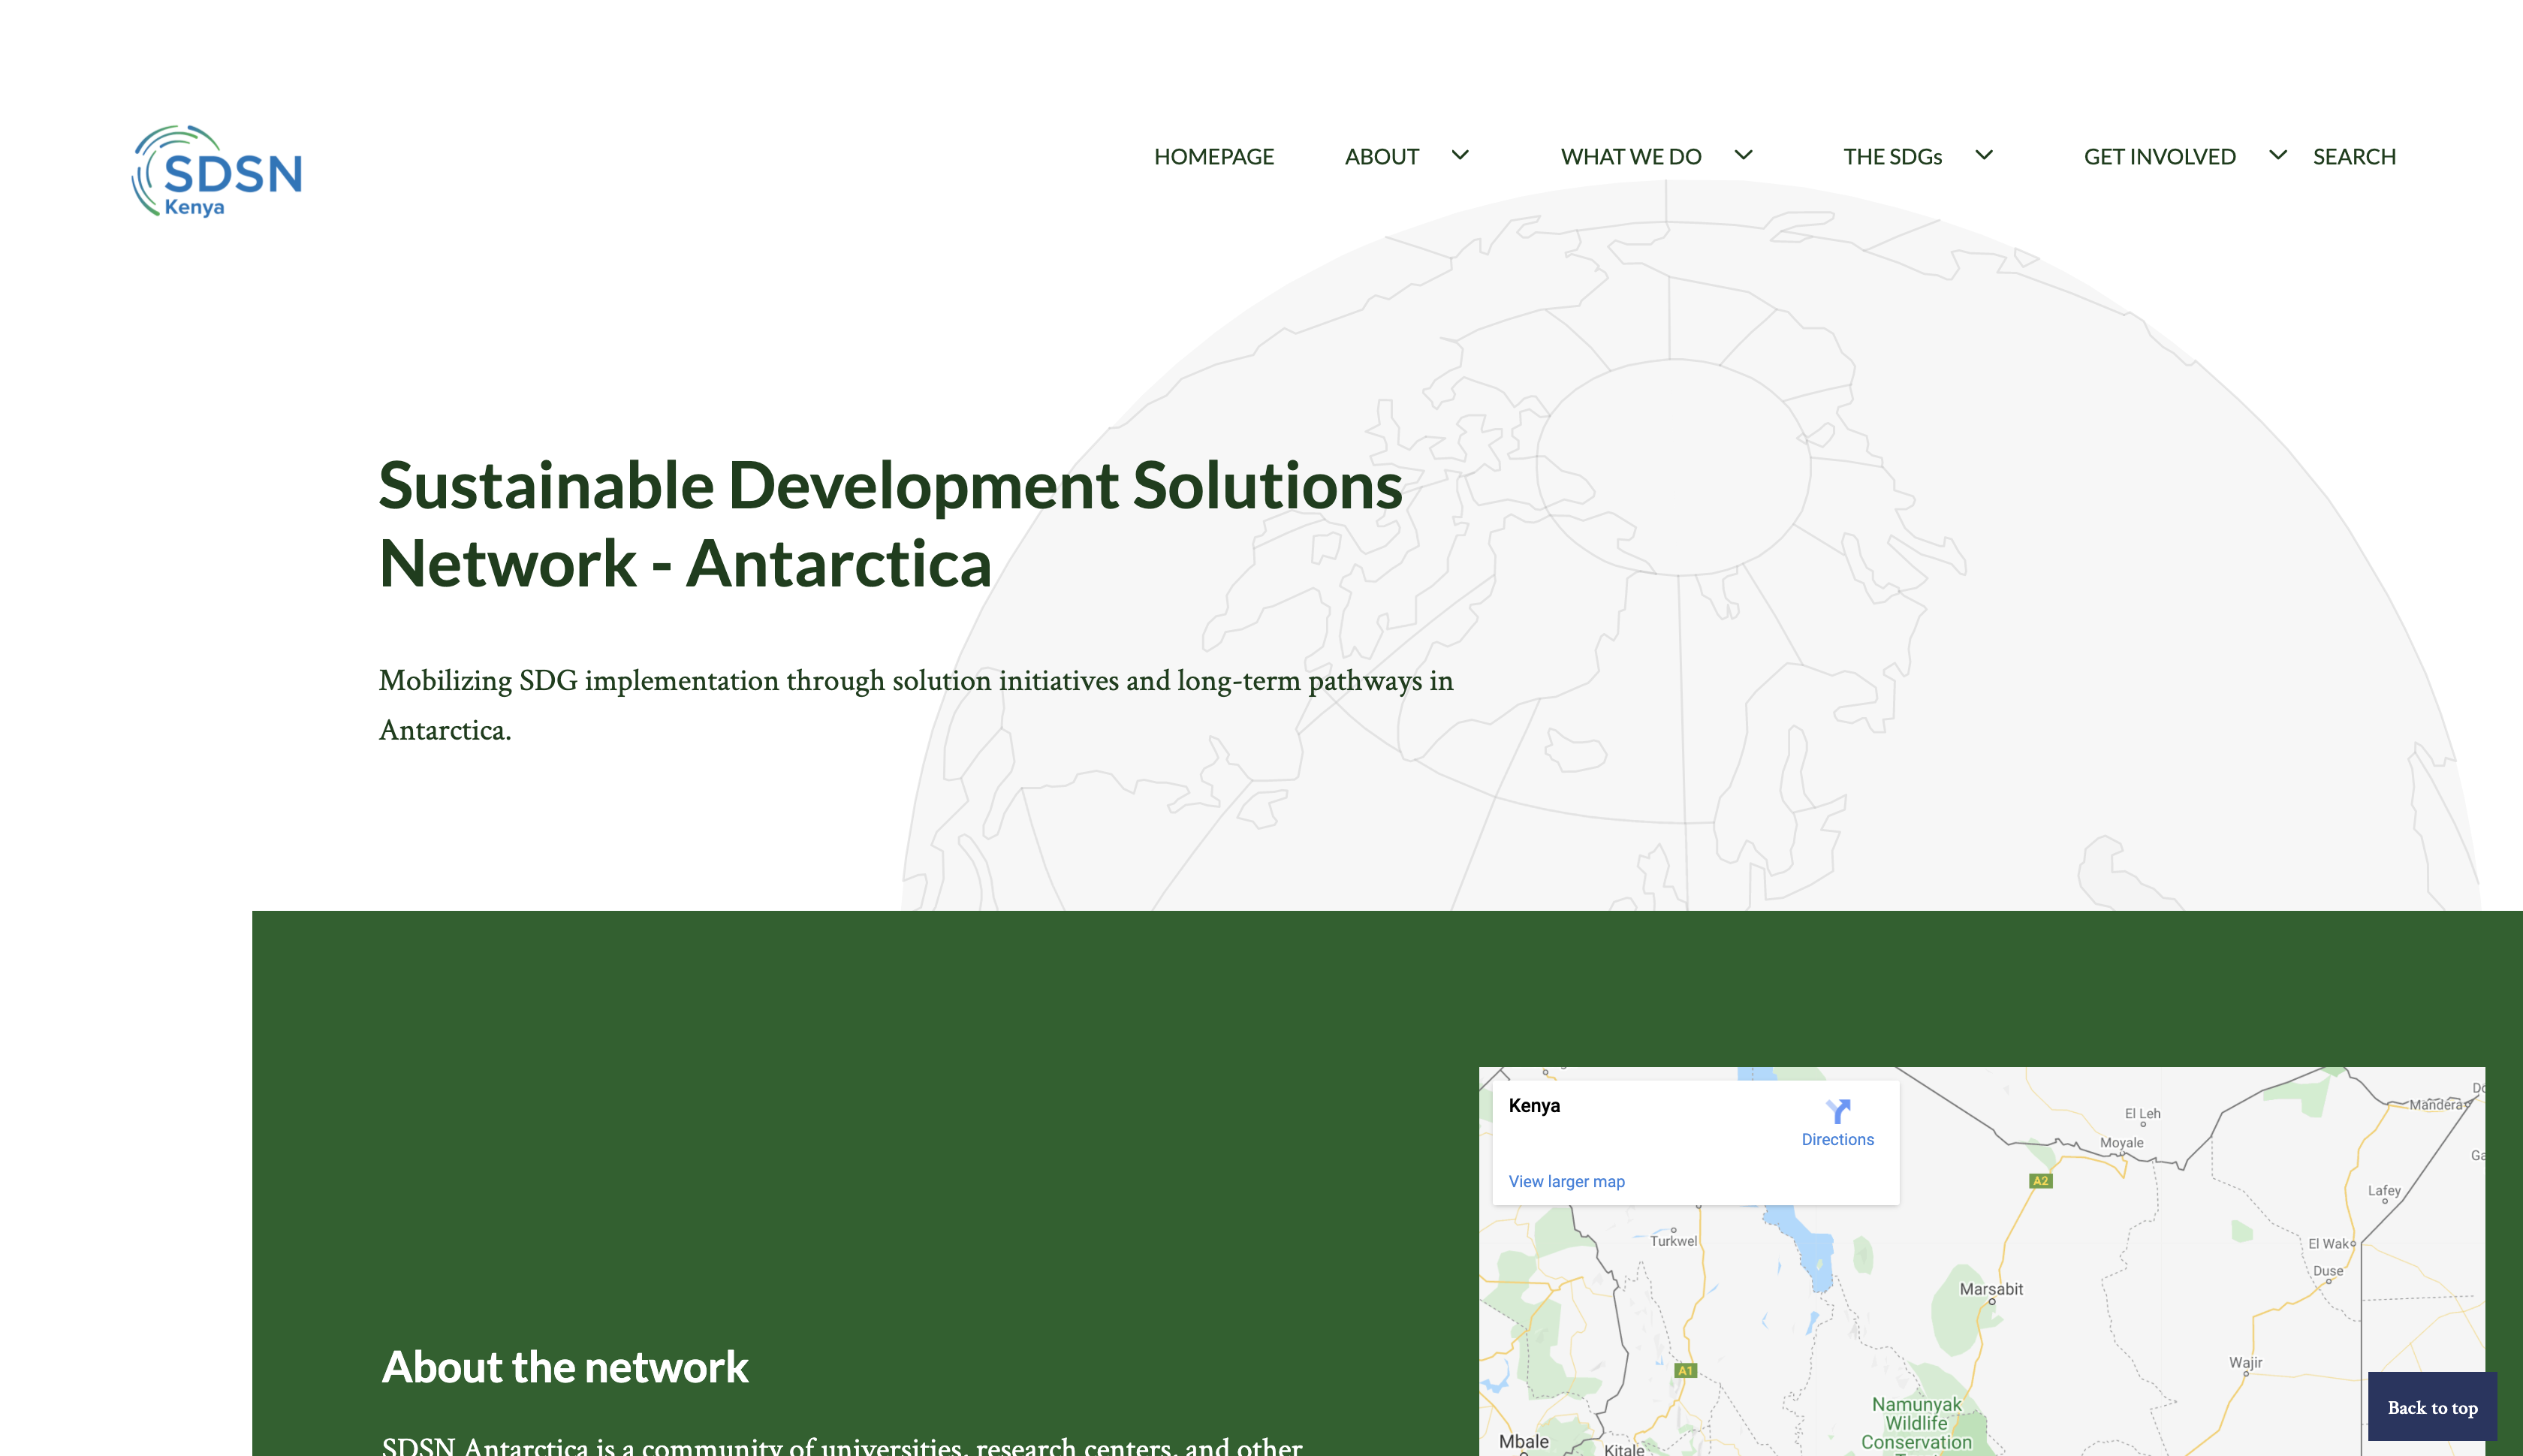 SDSN
Kenya
HOMEPAGE
ABOUT
WHAT WE DO
THE SDGs
GET INVOLVED
SEARCH
Sustainable Development Solutions
Network - Antarctica
Mobilizing SDG implementation through solution initiatives and long-term pathways in
Antarctica.
About the network
SDSN Antarctica is a community of universities, research centers, and other
Kenya
Directions
View larger map
El Leh
Mandera
Moyale
A2
Lafey
Turkwel
El Wak
Duse
Marsabit
Wajir
A1
Namunyak
Wildlife
Conservation
Mbale
Kitale
Back to top